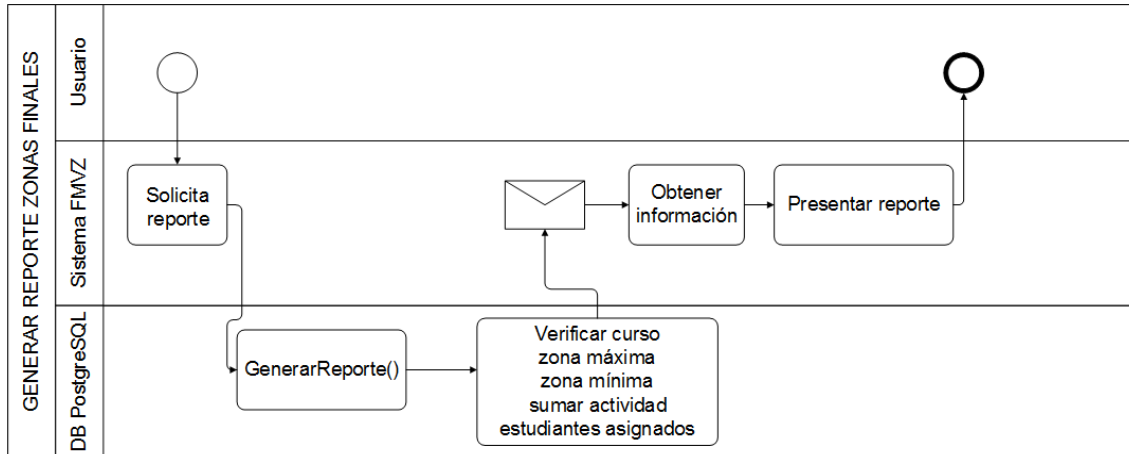 GENERAR REPORTE ZONAS FINALES
Usuario
Sistema FMVZ
Solicita
reporte
Obtener
información
Presentar reporte
DB PostgreSQL
GenerarReporte()
Verificar curso
zona máxima
zona mínima
sumar actividad
estudiantes asignados